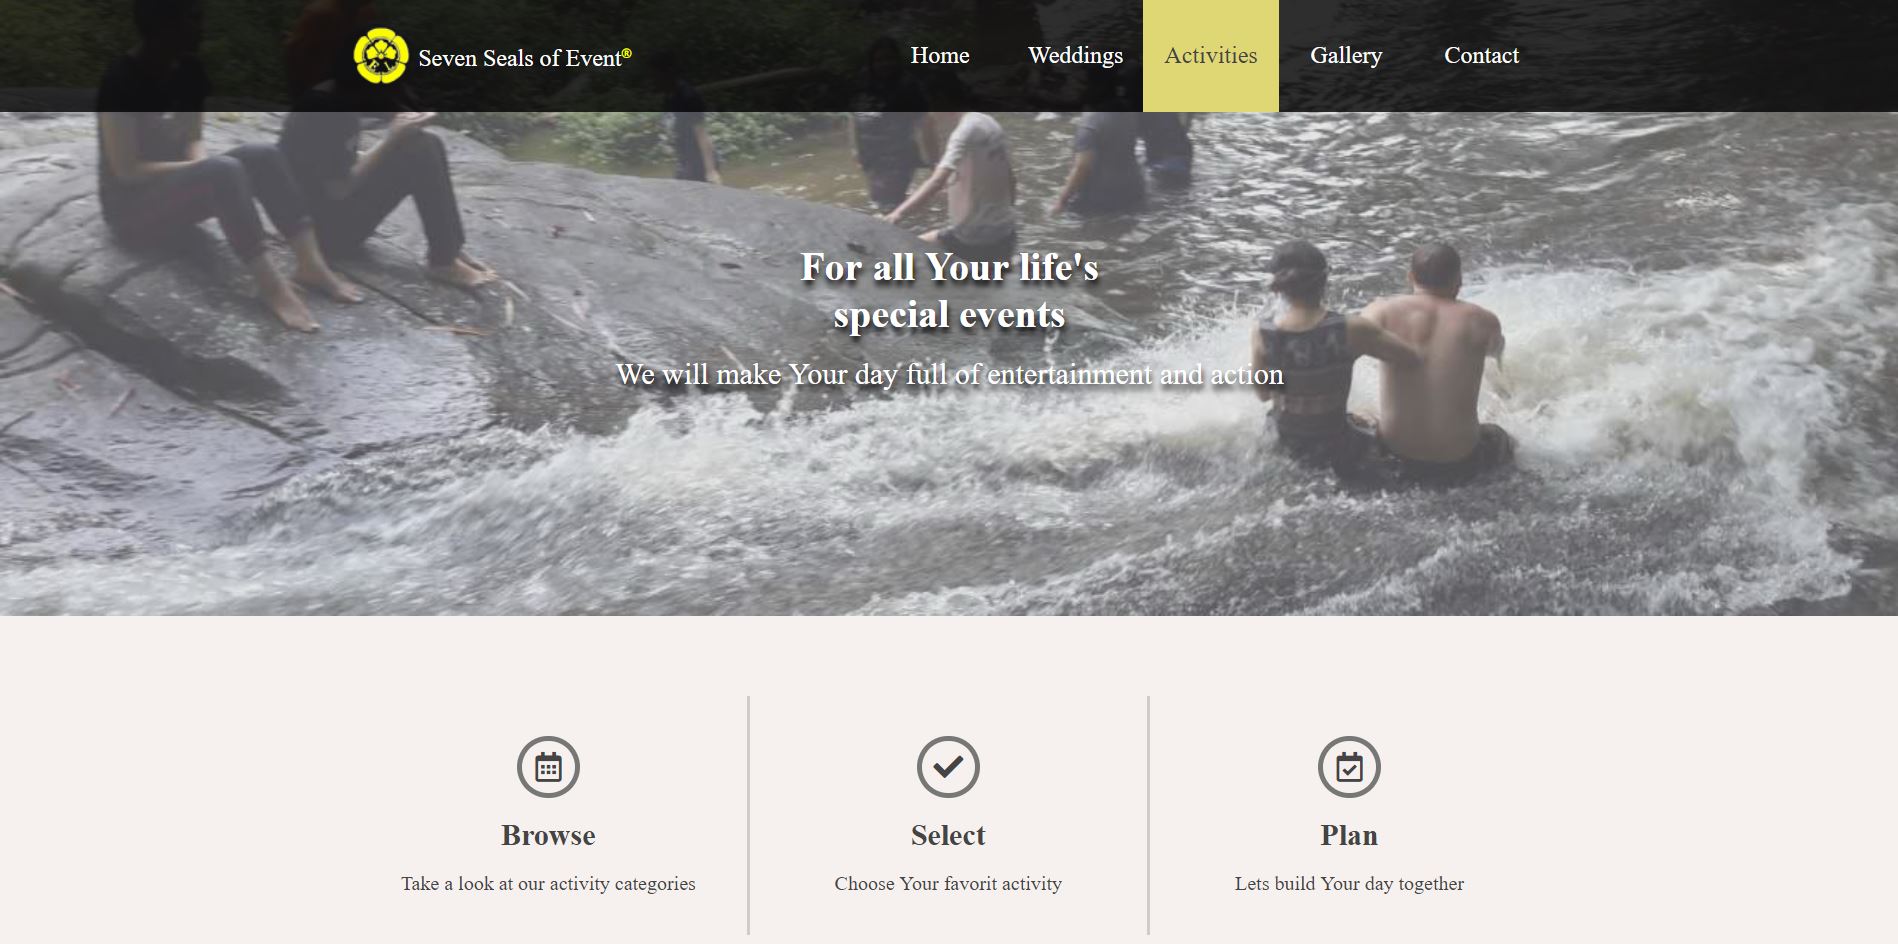 Seven Seals of Event®
Home
Weddings
Activities
Gallery
Contact
For all Your life's
special events
We will make Your day full of entertainment and action
Browse
Take a look at our activity categories
Select
Choose Your favorit activity
Plan
Lets build Your day together